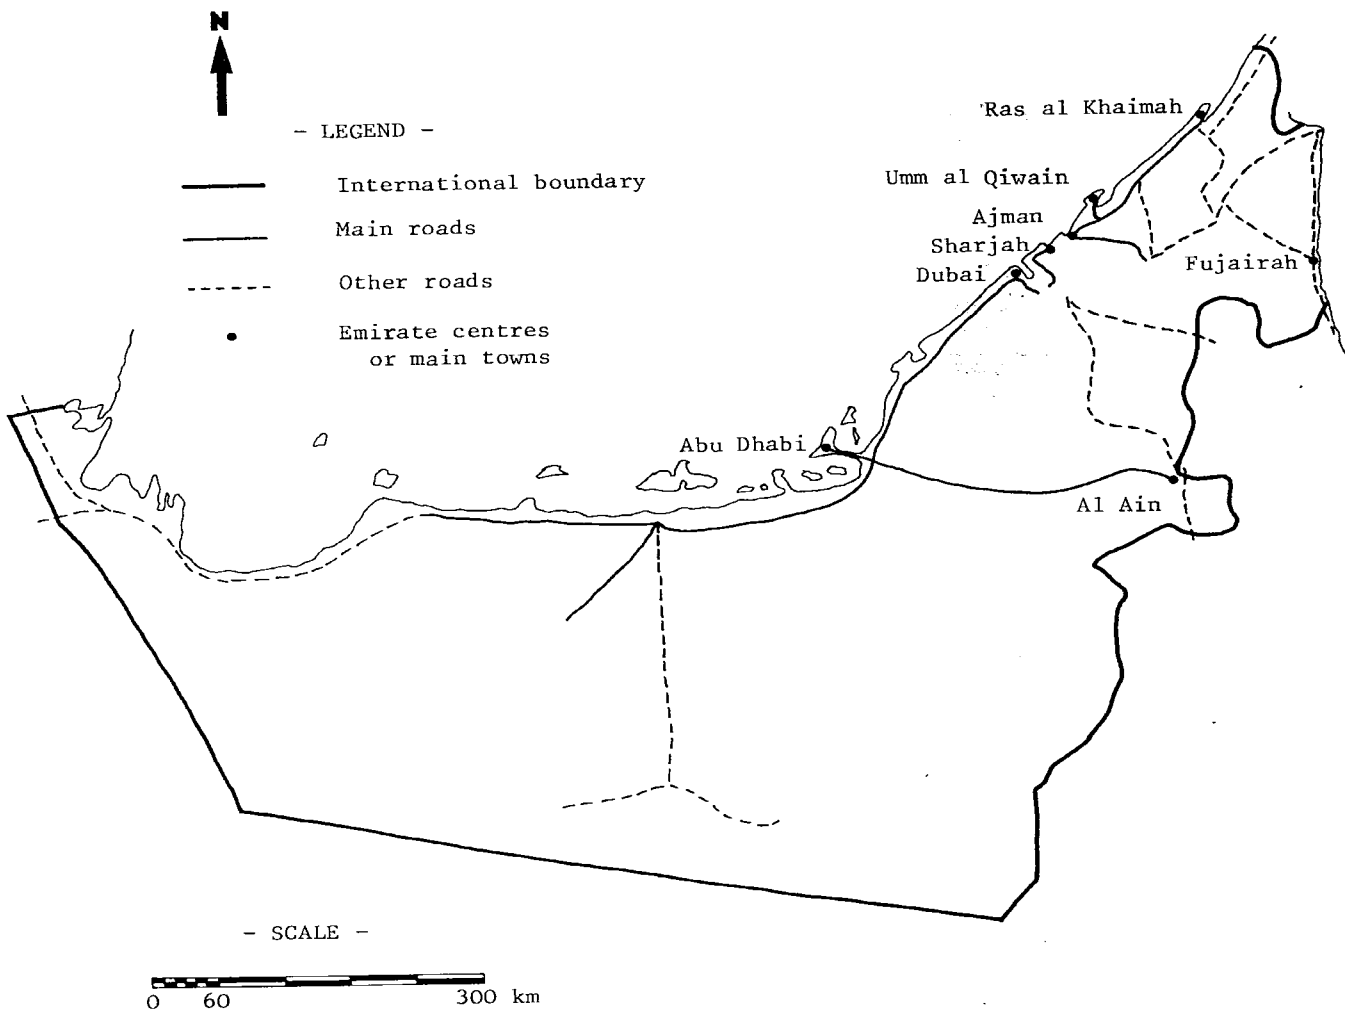 N
- LEGEND -
International boundary
Main roads
Other roads
Emirate centres
or main towns
Ras al Khaimah
Umm al Qiwain
Ajman
Sharjah
Dubai
Fujairah
Abu Dhabi
Al Ain
- SCALE -
0 60 300 km